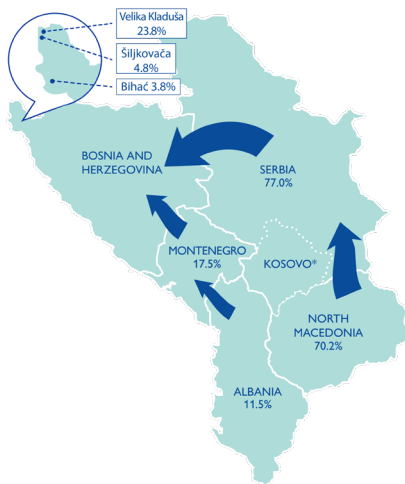 Velika Kladuša
23.8%
Šiljkovača
4.8%
Bihać 3.8%
BOSNIA AND
HERZEGOVINA
SERBIA
77.0%
MONTENEGRO
17.5%
KOSOVO*
NORTH
MACEDONIA
70.2%
ALBANIA
11.5%